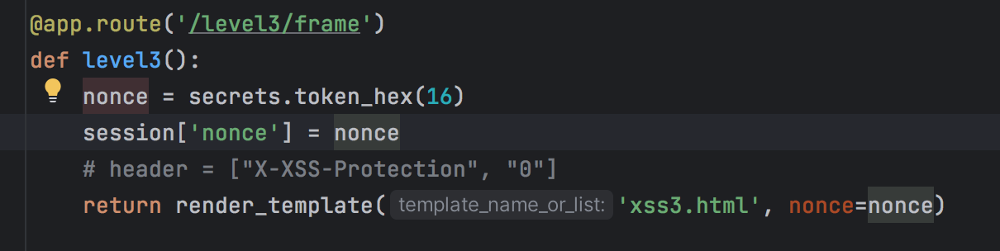 @app.route('/level3/frame')
def level3():
nonce = secrets.token_hex(16)
session['nonce'] = nonce
# header = ["X-XSS-Protection", "0"]
return render_template( template_name_or_list: 'xss3.html', nonce=nonce)